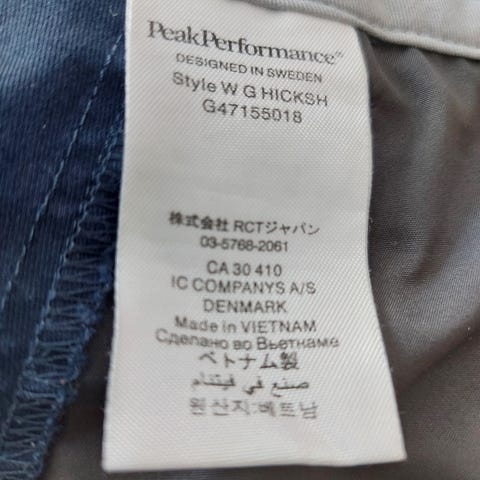 PeakPerformance®
DESIGNED IN SWEDEN
Style W G HICKSH
G47155018
株式会社 RCTジャパン
03-5768-2061
CA 30 410
IC COMPANYS A/S
DENMARK
Made in VIETNAM
Сделано во Вьетнаме
ベトナム製
صنع في فيتنام
원산지:베트남